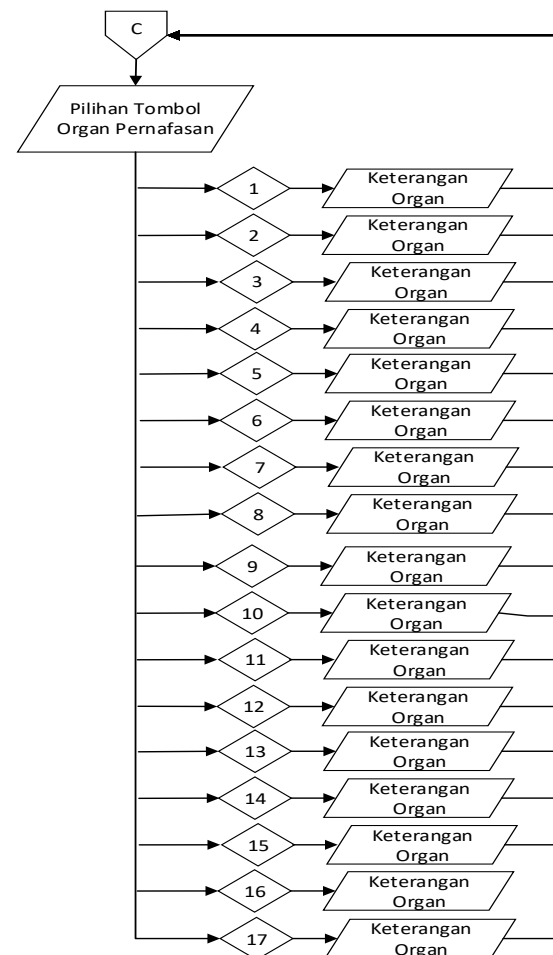 C
Pilihan Tombol
Organ Pernafasan
1
Keterangan
Organ
2
Keterangan
Organ
3
Keterangan
Organ
4
Keterangan
Organ
5
Keterangan
Organ
6
Keterangan
Organ
7
Keterangan
Organ
8
Keterangan
Organ
9
Keterangan
Organ
10
Keterangan
Organ
11
Keterangan
Organ
12
Keterangan
Organ
13
Keterangan
Organ
14
Keterangan
Organ
15
Keterangan
Organ
16
Keterangan
Organ
17
Keterangan
Organ